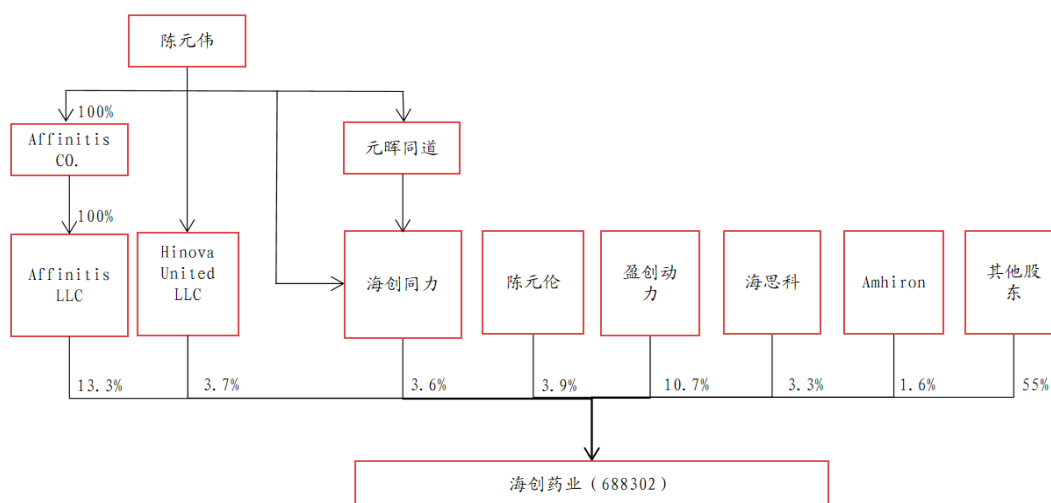 陈元伟
100%
Affinitis
CO.
元晖同道
100%
Affinitis
LLC
Hinova
United
LLC
海创同力
陈元伦
盈创动
力
海思科
Amhiron
其他股
东
13.3%
3.7%
3.6%
3.9%
10.7%
3.3%
1.6%
55%
海创药业（688302）